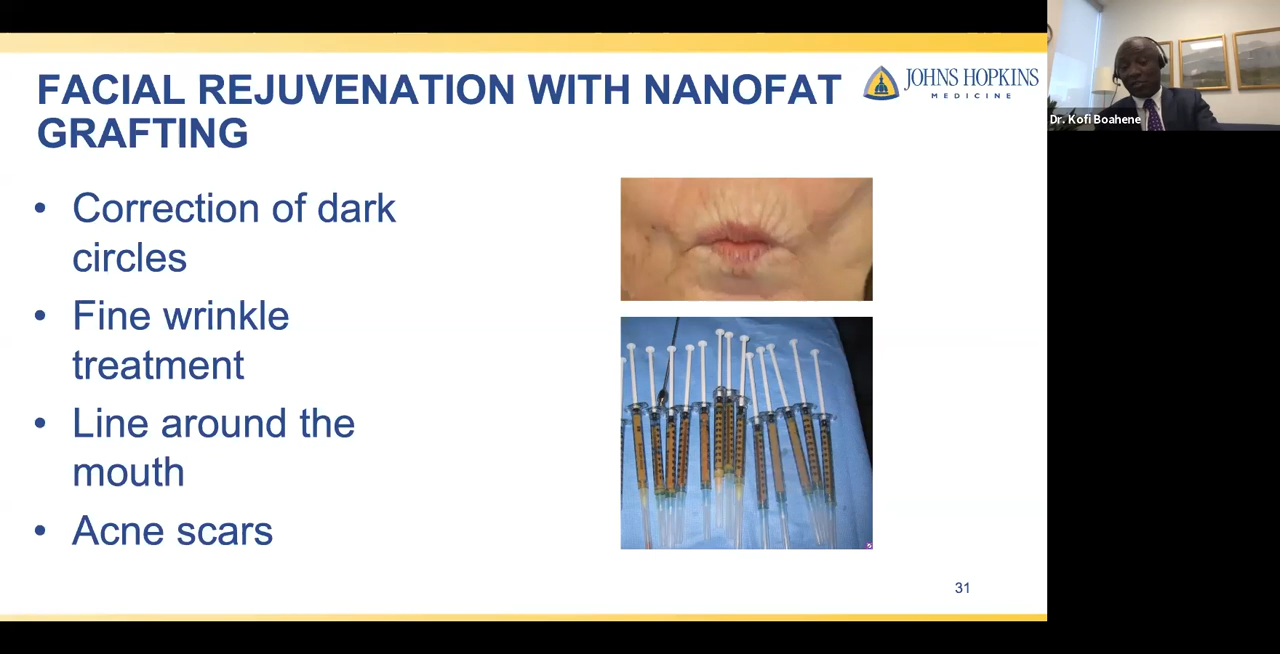 FACIAL REJUVENATION WITH NANOFAT
GRAFTING
JOHNS HOPKINS
MEDICINE
Dr. Kofi Boahene
• Correction of dark
circles
• Fine wrinkle
treatment
• Line around the
mouth
• Acne scars
31